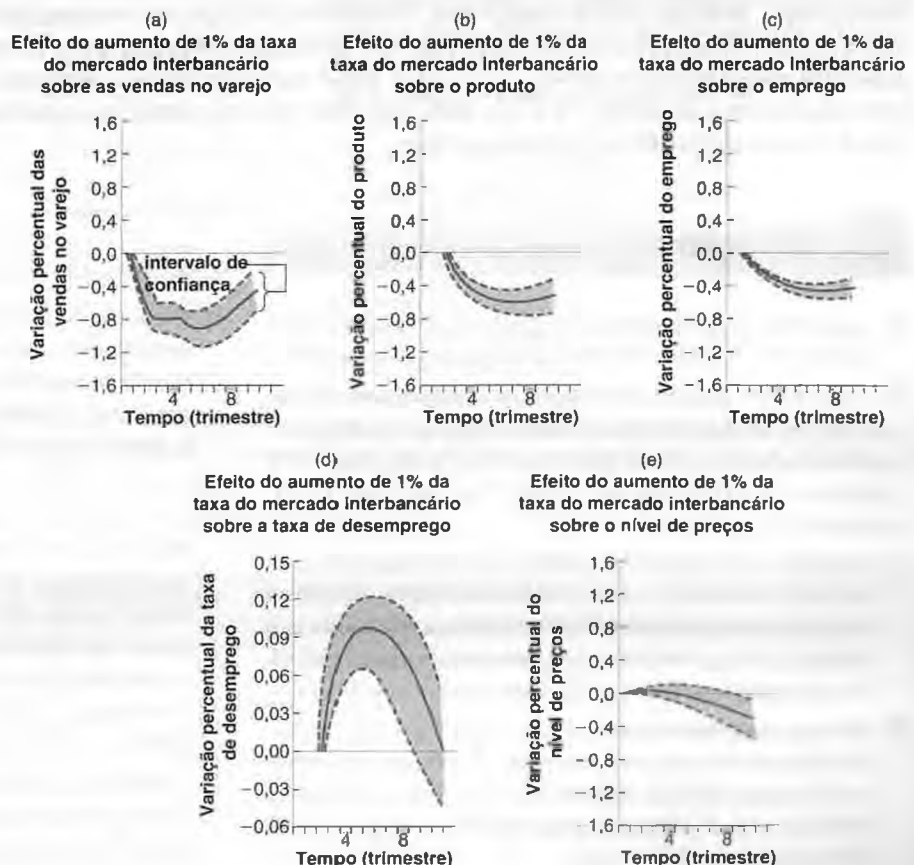 (a)
Efeito do aumento de 1% da taxa
do mercado interbancário
sobre as vendas no varejo
Variação percentual das
vendas no varejo
1,6
1,2
0,8
0,4
0,0
−0,4
−0,8
−1,2
−1.6
intervalo de
confiança
4
8
Tempo (trimestre)
(b)
Efeito do aumento de 1% da
taxa do mercado interbancário
sobre o produto
Variação percentual do produto
1,6
1,2
0,8
0,4
0,0
−0,4
−0,8
−1,2
−1,6
4
8
Tempo (trimestre)
(c)
Efeito do aumento de 1% da
taxa do mercado interbancário
sobre o emprego
Variação percentual do emprego
1,6
1,2
0,8
0,4
0,0
−0,4
−0,8
−1,2
−1,6
4
8
Tempo (trimestre)
(d)
Efeito do aumento de 1% da
taxa do mercado interbancário
sobre a taxa de desemprego
Variação percentual da taxa
de desemprego
0,15
0,12
0,09
0,06
0,03
0,00
−0,03
−0,06
4
8
Tempo (trimestre)
(e)
Efeito do aumento de 1% da
taxa do mercado interbancário
sobre o nível de preços
Variação percentual do
nível de preços
1,6
1,2
0,8
0,4
0,0
−0,4
−0,8
−1,2
1.6
4
8
Tempo (trimestre)